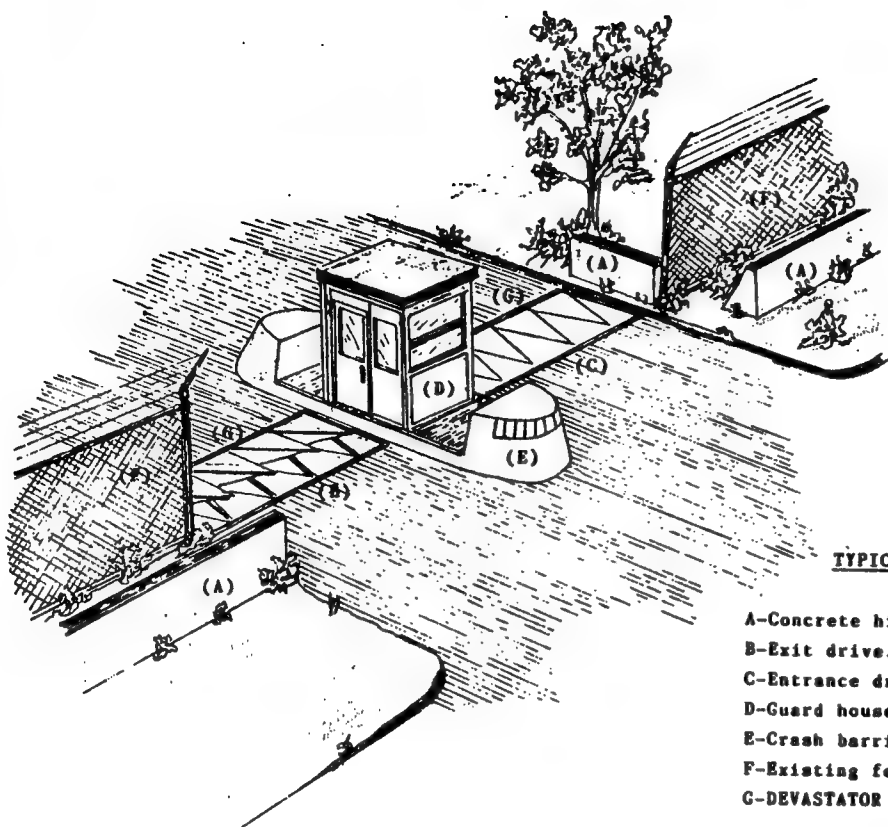 (F)
(A)
(A)
(G)
(C)
(D)
(E)
(G)
(F)
(B)
(A)
TYPIC
A-Concrete h
B-Exit drive
C-Entrance d
D-Guard house
E-Crash barri
F-Existing fe
G-DEVASTATOR